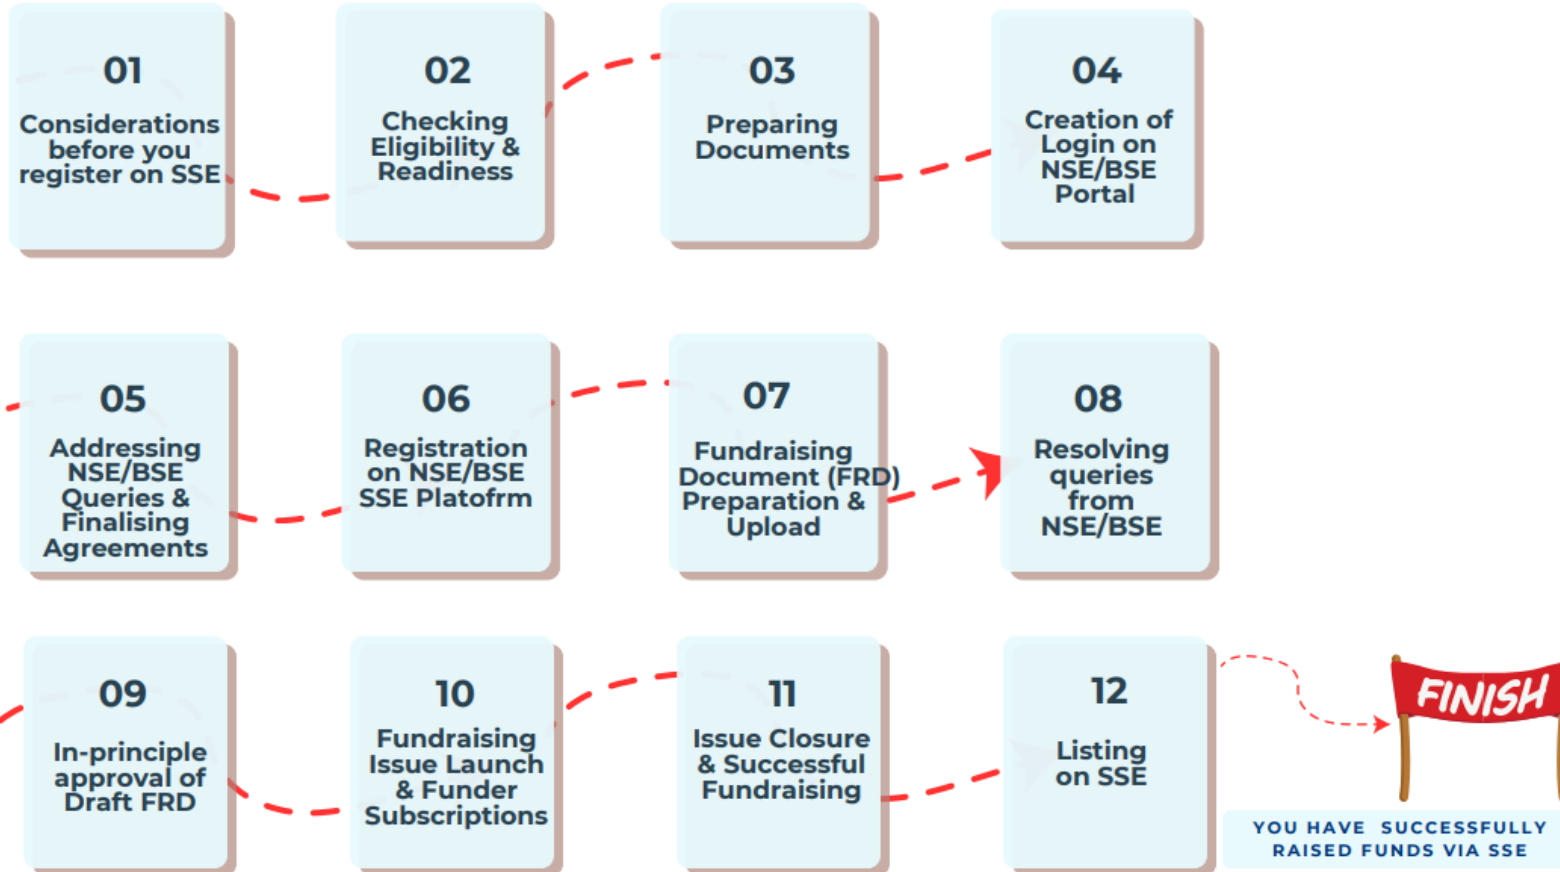 01
Considerations
before you
register on SSE
02
Checking
Eligibility &
Readiness
03
Preparing
Documents
04
Creation of
Login on
NSE/BSE
Portal
05
Addressing
NSE/BSE
Queries &
Finalising
Agreements
06
Registration
on NSE/BSE
SSE Platofrm
07
Fundraising
Document (FRD)
Preparation &
Upload
08
Resolving
queries
from
NSE/BSE
09
In-principle
approval of
Draft FRD
10
Fundraising
Issue Launch
& Funder
Subscriptions
11
Issue Closure
& Successful
Fundraising
12
Listing
on SSE
FINISH
YOU HAVE SUCCESSFULLY
RAISED FUNDS VIA SSE